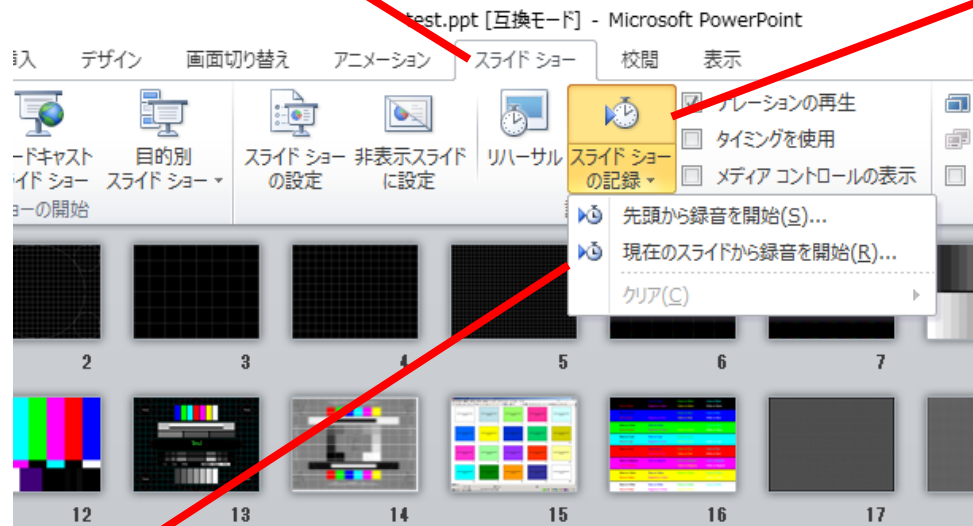 test.ppt [互換モード] - Microsoft PowerPoint
入 デザイン 画面切り替え アニメーション スライド ショー 校閲 表示
ードキャスト
イド ショー
目的別
スライド ショー
スライド ショー
の設定
非表示スライド
に設定
リハーサル
スライド ショー
の記録
ナレーションの再生
タイミングを使用
メディア コントロールの表示
ョーの開始
先頭から録音を開始(S)...
現在のスライドから録音を開始(R)...
クリア(C)
2 3 4 5 6 7
12 13 14 15 16 17